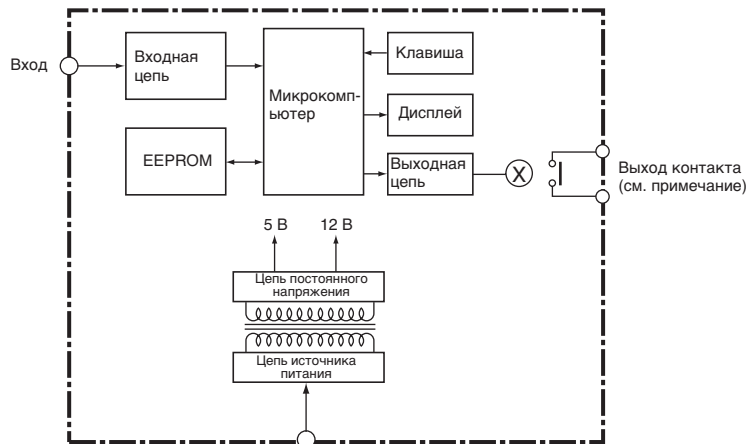 Вход
Входная
цепь
Микрокомп-
ьютер
Клавиша
Дисплей
EEPROM
Выходная
цепь
X
Выход контакта
(см. примечание)
5 В
12 В
Цепь постоянного
напряжения
Цепь источника
питания